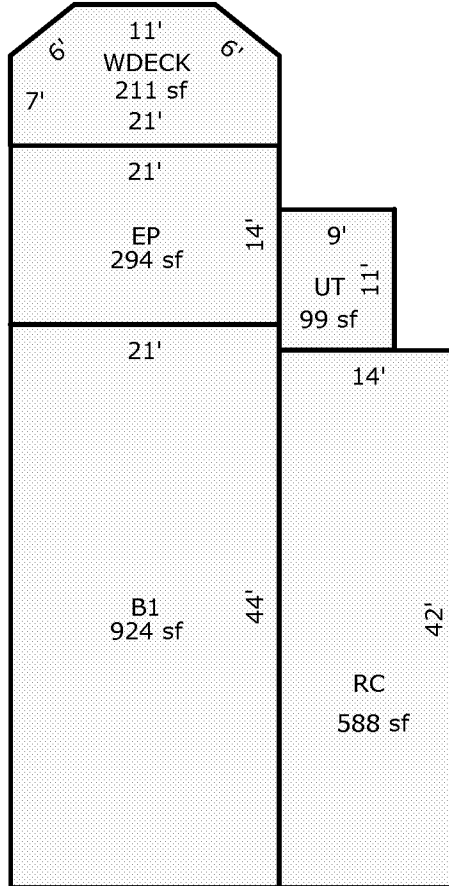 11'
6'
6'
WDECK
211 sf
7'
21'
21'
EP
294 sf
14'
9'
UT
11'
99 sf
21'
14'
B1
924 sf
44'
42'
RC
588 sf